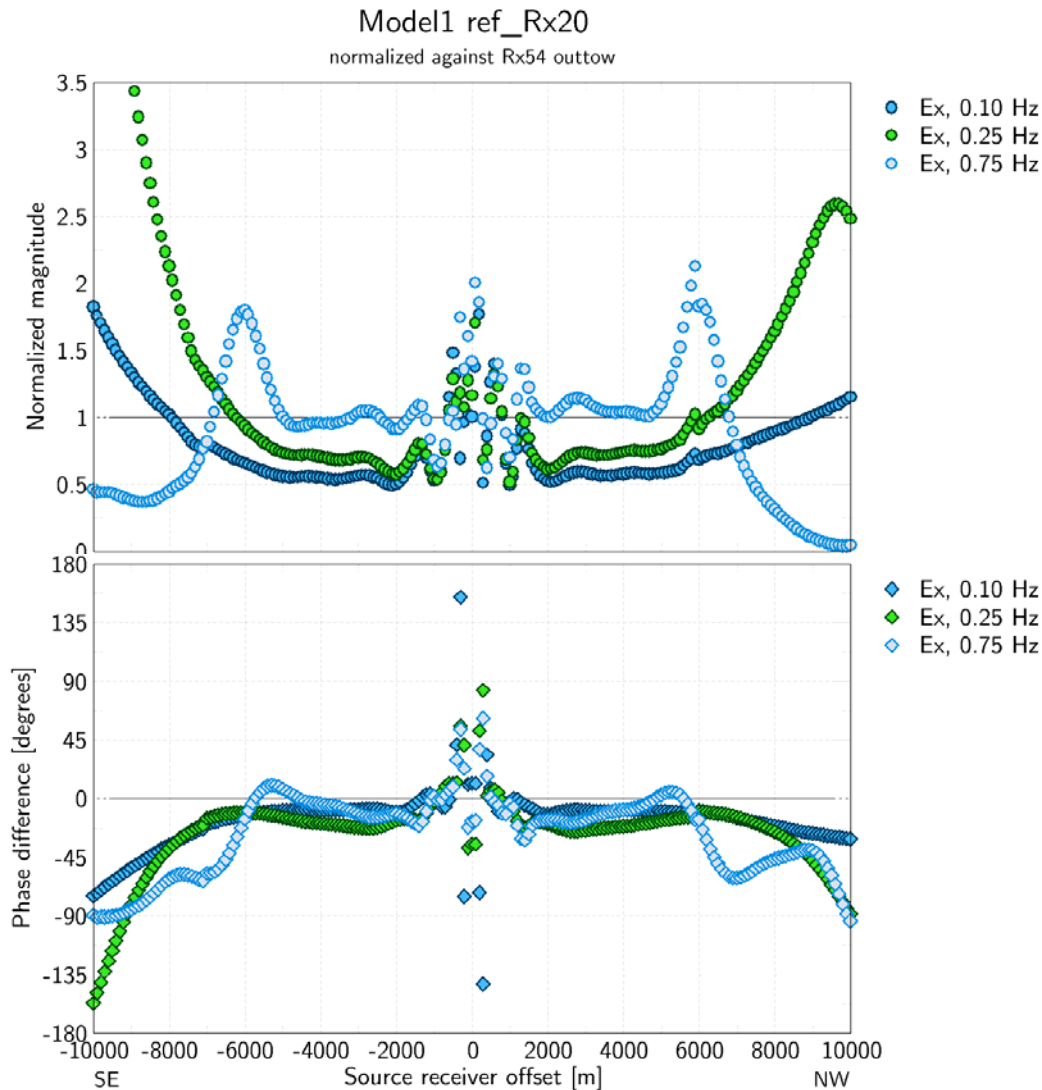 Model1 ref_Rx20
normalized against Rx54 outtow
Normalized magnitude
3.5
3
2.5
2
1.5
1
0.5
0
Ex, 0.10 Hz
Ex, 0.25 Hz
Ex, 0.75 Hz
Phase difference [degrees]
180
135
90
45
0
-45
-90
-135
-180
Ex, 0.10 Hz
Ex, 0.25 Hz
Ex, 0.75 Hz
-10000 -8000 -6000 -4000 -2000 0 2000 4000 6000 8000 10000
SE Source receiver offset [m] NW